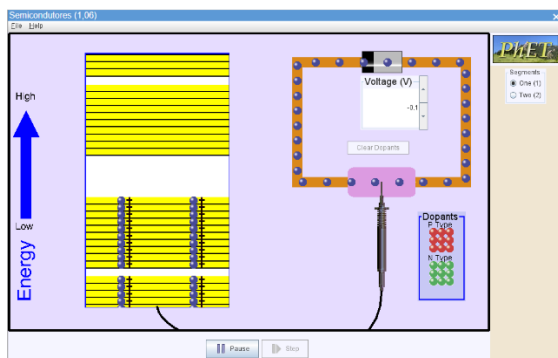 Semicondutores (1,06)
File Help
PhET
Segments
One (1)
Two (2)
Voltage (V)
-0.1
Clear Dopants
High
Low
Energy
Dopants
P Type
N Type
Pause
Step